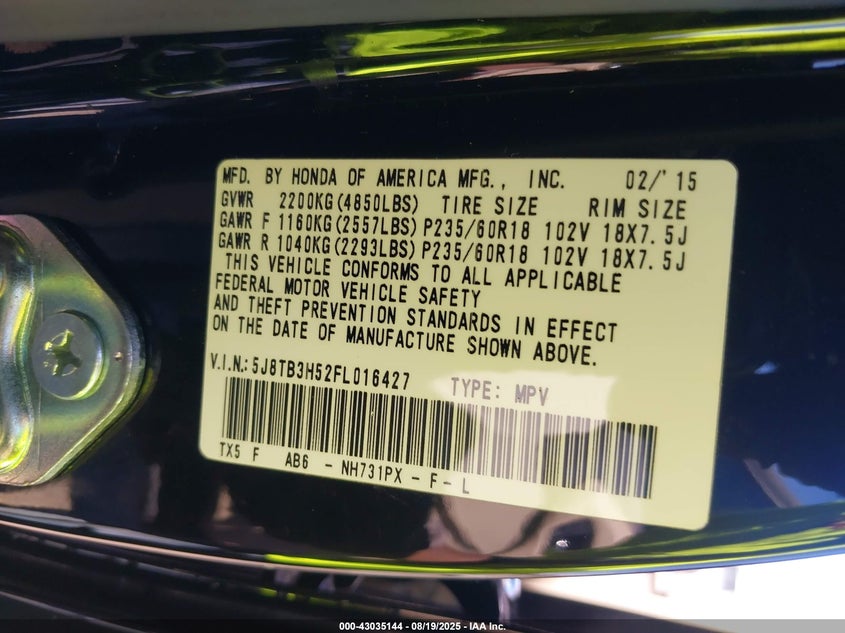 MFD. BY HONDA OF AMERICA MFG., INC. 02/'15
GVWR 2200KG(4850LBS) TIRE SIZE RIM SIZE
GAWR F 1160KG(2557LBS) P235/60R18 102V 18X7.5J
GAWR R 1040KG(2293LBS) P235/60R18 102V 18X7.5J
THIS VEHICLE CONFORMS TO ALL APPLICABLE
FEDERAL MOTOR VEHICLE SAFETY
AND THEFT PREVENTION STANDARDS IN EFFECT
ON THE DATE OF MANUFACTURE SHOWN ABOVE.
V.I.N.: 5J8TB3H52FL016427 TYPE: MPV
TX5 F AB6 - NH731PX - F - L
000-43035144 - 08/19/2025 - IAA Inc.